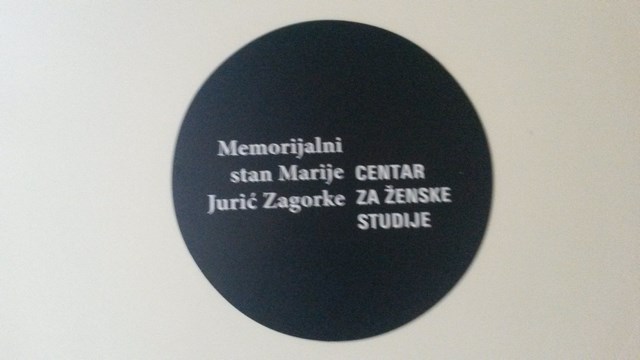 Memorijalni
stan Marije
Jurić Zagorke
CENTAR
ZA ŽENSKE
STUDIJE